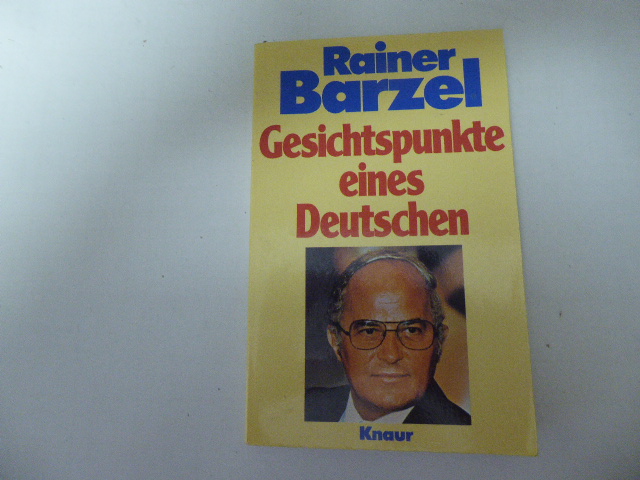 Rainer
Barzel
Gesichtspunkte
eines
Deutschen
Knaur